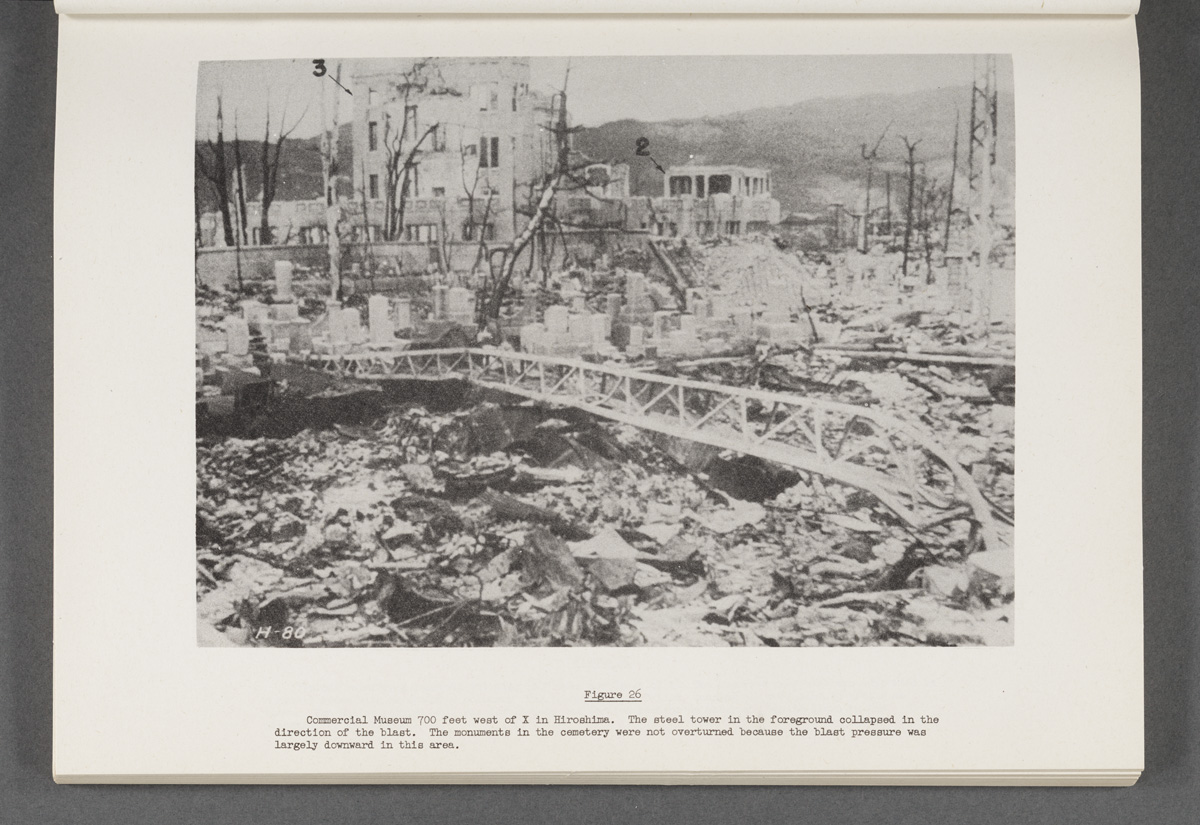 3
2
H-80
Figure 26
Commercial Museum 700 feet west of X in Hiroshima. The steel tower in the foreground collapsed in the
direction of the blast. The monuments in the cemetery were not overturned because the blast pressure was
largely downward in this area.